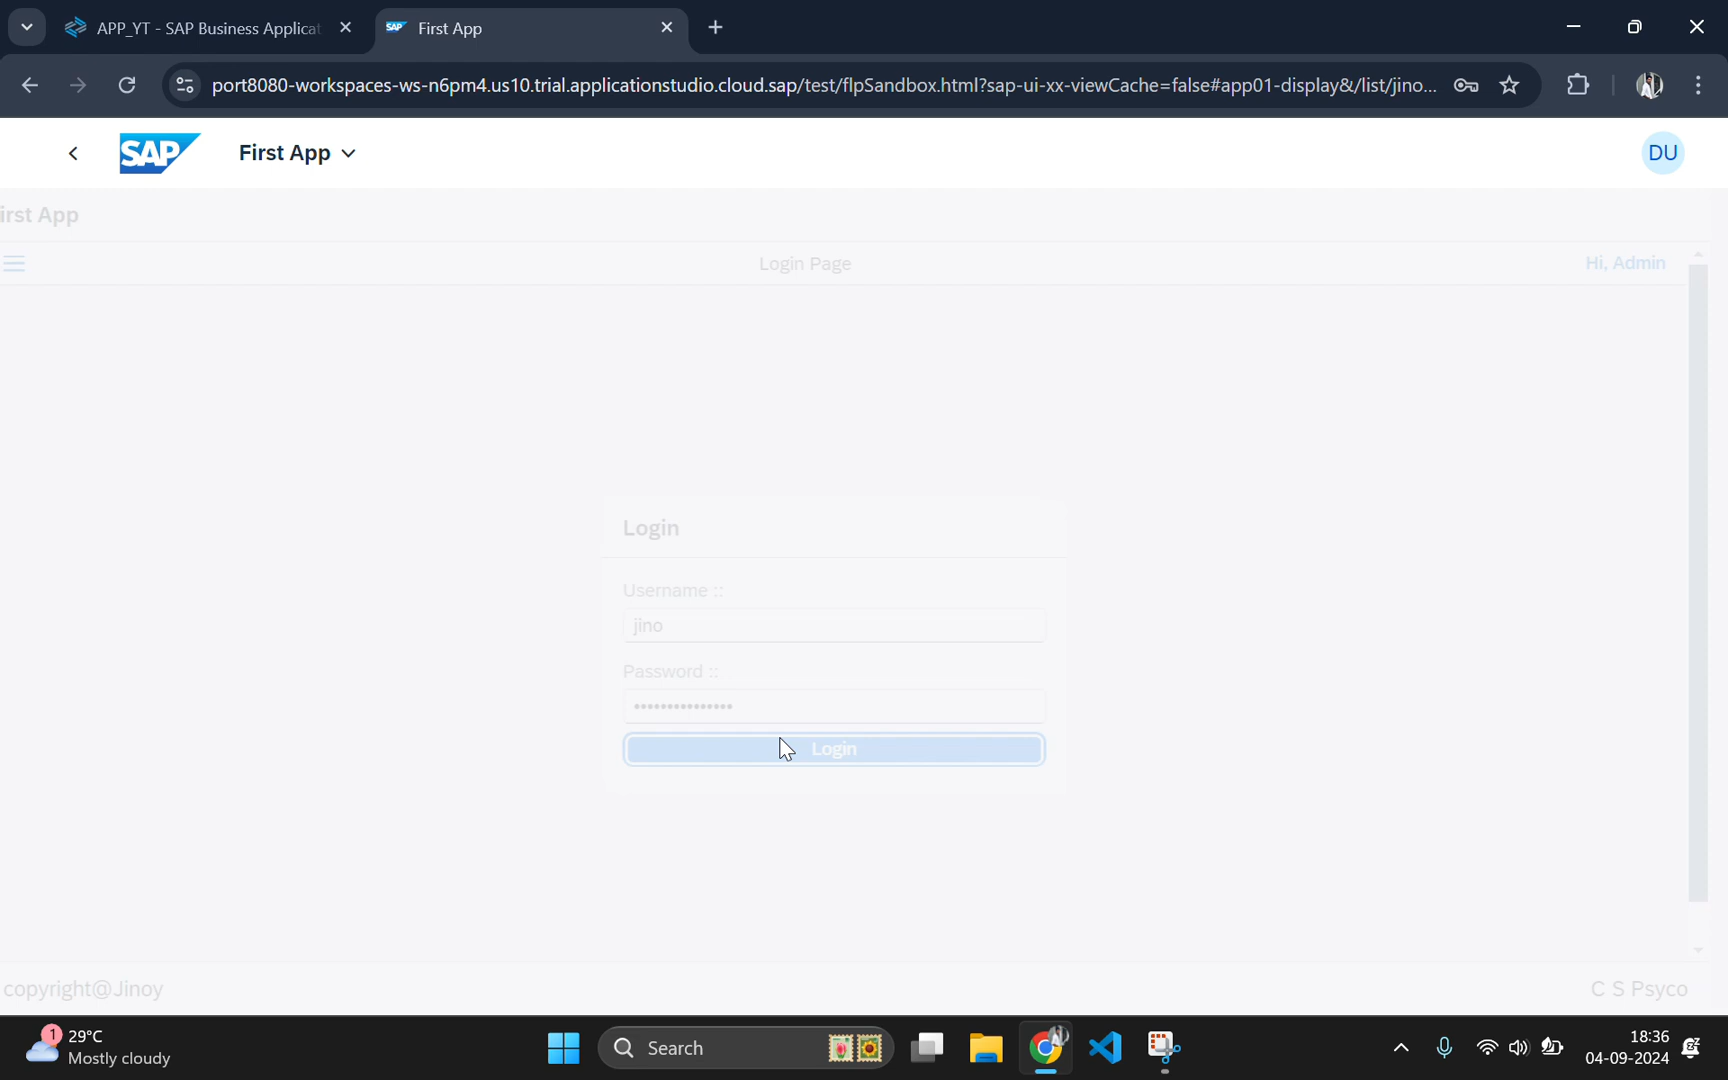 APP_YT - SAP Business Applicat
SAP First App
port8080-workspaces-ws-n6pm4.us10.trial.applicationstudio.cloud.sap/test/flpSandbox.html?sap-ui-xx-viewCache=false#app01-display&/list/jino...
SAP First App DU
irst App
Login Page Hi, Admin
Login
Username ::
jino
Password ::
•••••••••••••••
Login
copyright@Jinoy C S Psyco
1 29°C
Mostly cloudy
Search
18:36
04-09-2024